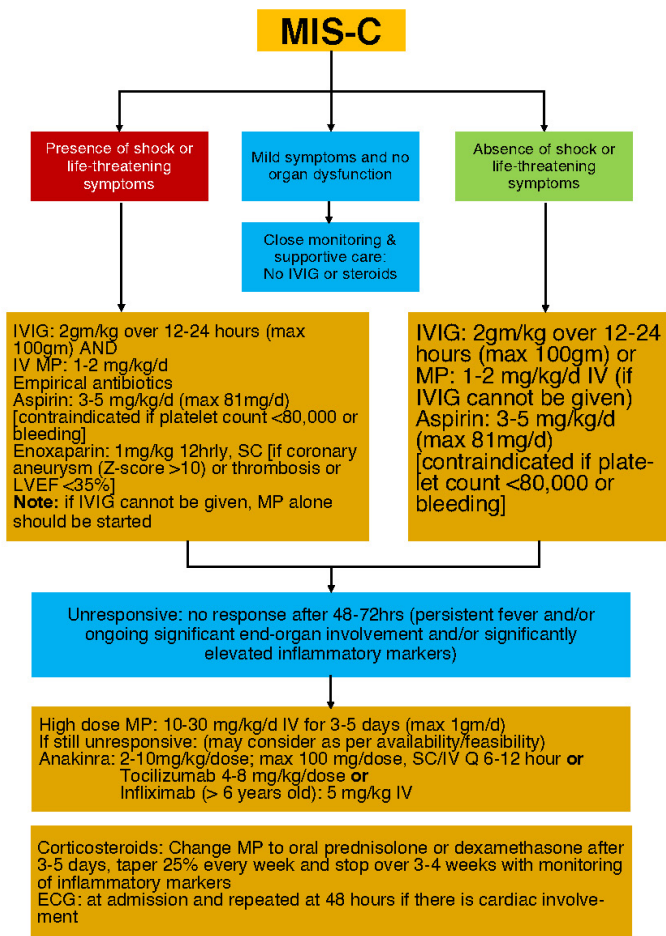 MIS-C
Presence of shock or
life-threatening
symptoms
Mild symptoms and no
organ dysfunction
Absence of shock or
life-threatening
symptoms
Close monitoring &
supportive care:
No IVIG or steroids
IVIG: 2gm/kg over 12-24 hours (max
100gm) AND
IV MP: 1-2 mg/kg/d
Empirical antibiotics
Aspirin: 3-5 mg/kg/d (max 81mg/d)
[contraindicated if platelet count <80,000 or
bleeding]
Enoxaparin: 1mg/kg 12hrly, SC [if coronary
aneurysm (Z-score >10) or thrombosis or
LVEF <35%]
Note: if IVIG cannot be given, MP alone
should be started
IVIG: 2gm/kg over 12-24
hours (max 100gm) or
MP: 1-2 mg/kg/d IV (if
IVIG cannot be given)
Aspirin: 3-5 mg/kg/d
(max 81mg/d)
[contraindicated if plate-
let count <80,000 or
bleeding]
Unresponsive: no response after 48-72hrs (persistent fever and/or
ongoing significant end-organ involvement and/or significantly
elevated inflammatory markers)
High dose MP: 10-30 mg/kg/d IV for 3-5 days (max 1gm/d)
If still unresponsive: (may consider as per availability/feasibility)
Anakinra: 2-10mg/kg/dose; max 100 mg/dose, SC/IV Q 6-12 hour or
Tocilizumab 4-8 mg/kg/dose or
Infliximab (> 6 years old): 5 mg/kg IV
Corticosteroids: Change MP to oral prednisolone or dexamethasone after
3-5 days, taper 25% every week and stop over 3-4 weeks with monitoring
of inflammatory markers
ECG: at admission and repeated at 48 hours if there is cardiac involve-
ment